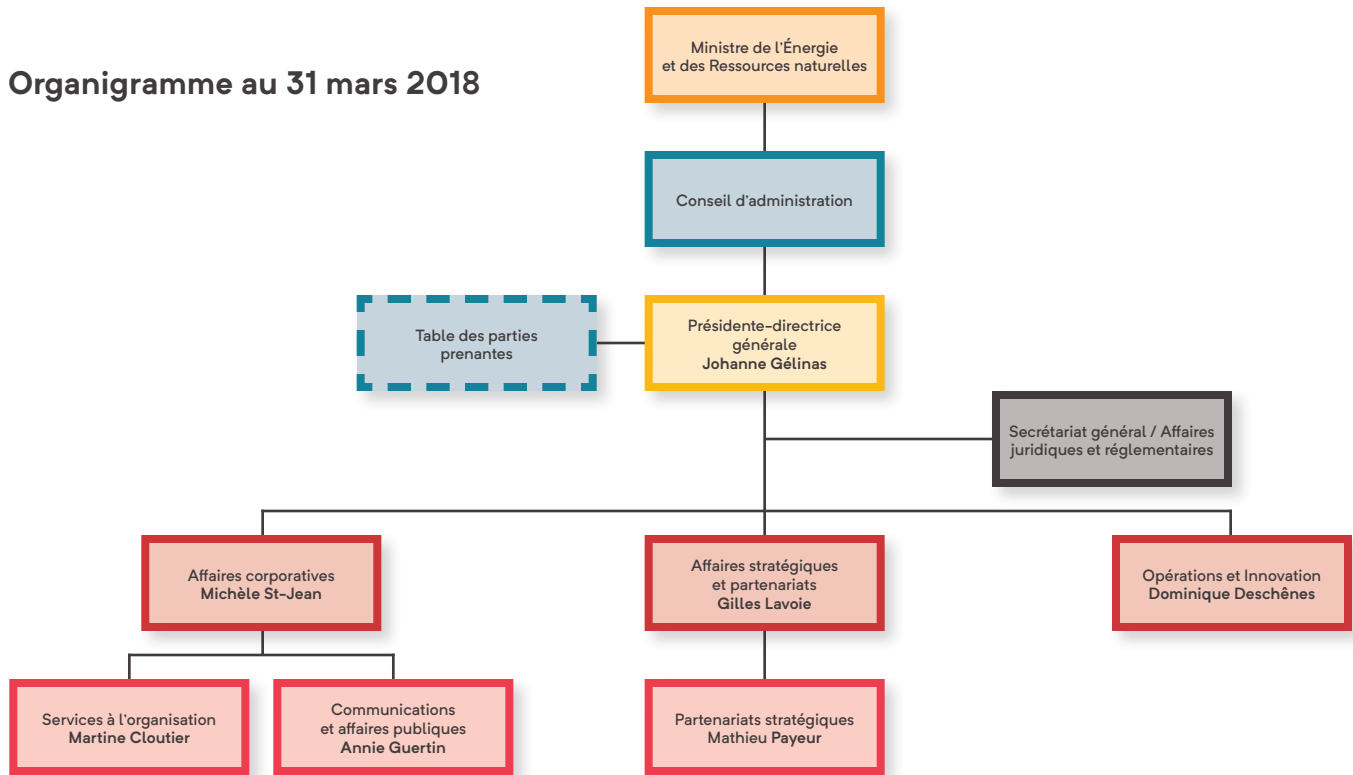 Ministre de l'Énergie
et des Ressources naturelles
Organigramme au 31 mars 2018
Conseil d'administration
Table des parties
prenantes
Présidente-directrice
générale
Johanne Gélinas
Secrétariat général / Affaires
juridiques et réglementaires
Affaires corporatives
Michèle St-Jean
Affaires stratégiques
et partenariats
Gilles Lavoie
Opérations et Innovation
Dominique Deschênes
Services à l'organisation
Martine Cloutier
Communications
et affaires publiques
Annie Guertin
Partenariats stratégiques
Mathieu Payeur